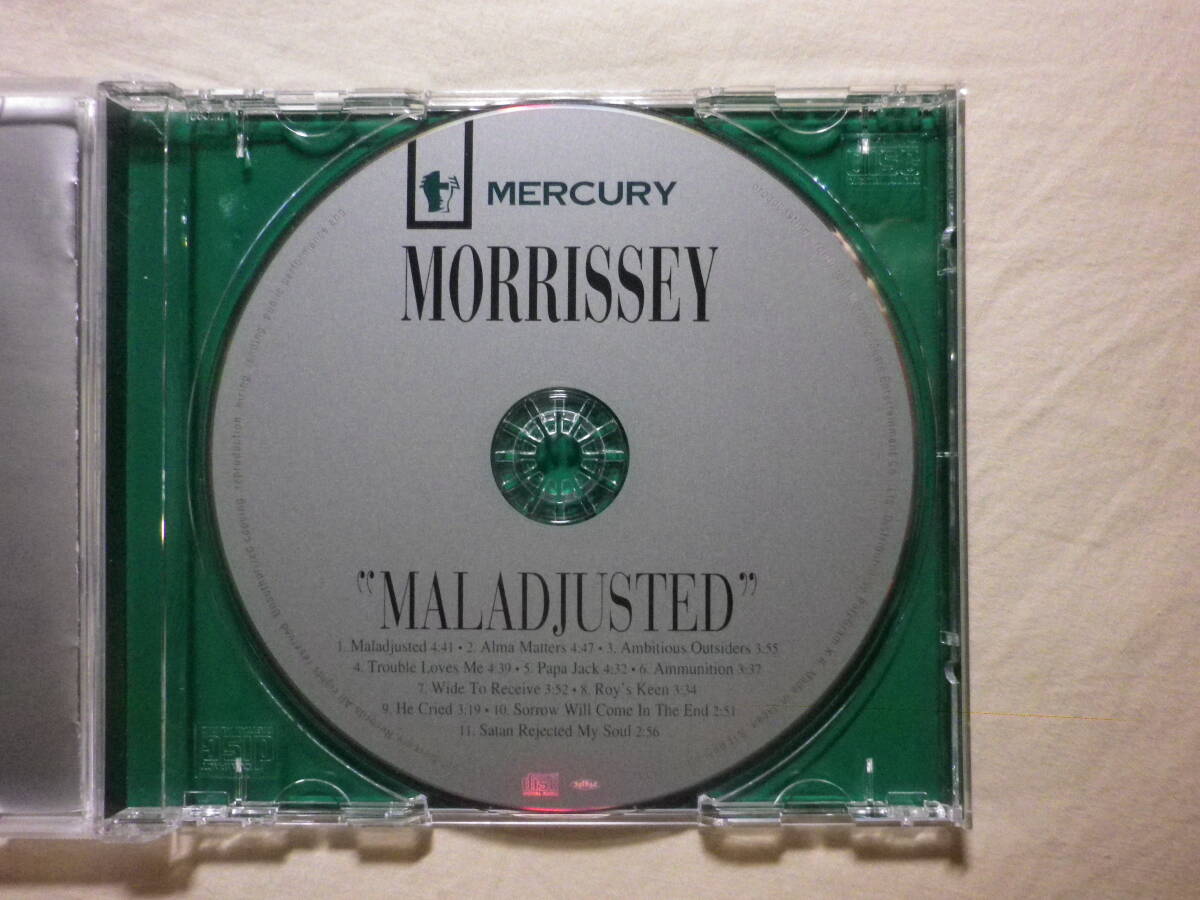 MERCURY
MORRISSEY
“MALADJUSTED”
1. Maladjusted 4:41 • 2. Alma Matters 4:47 • 3. Ambitious Outsiders 3:55
4. Trouble Loves Me 4:39 • 5. Papa Jack 4:32 • 6. Ammunition 3:37
7. Wide To Receive 3:52 • 8. Roy's Keen 3:34
9. He Cried 3:19 • 10. Sorrow Will Come In The End 2:51
11. Satan Rejected My Soul 2:56
disc